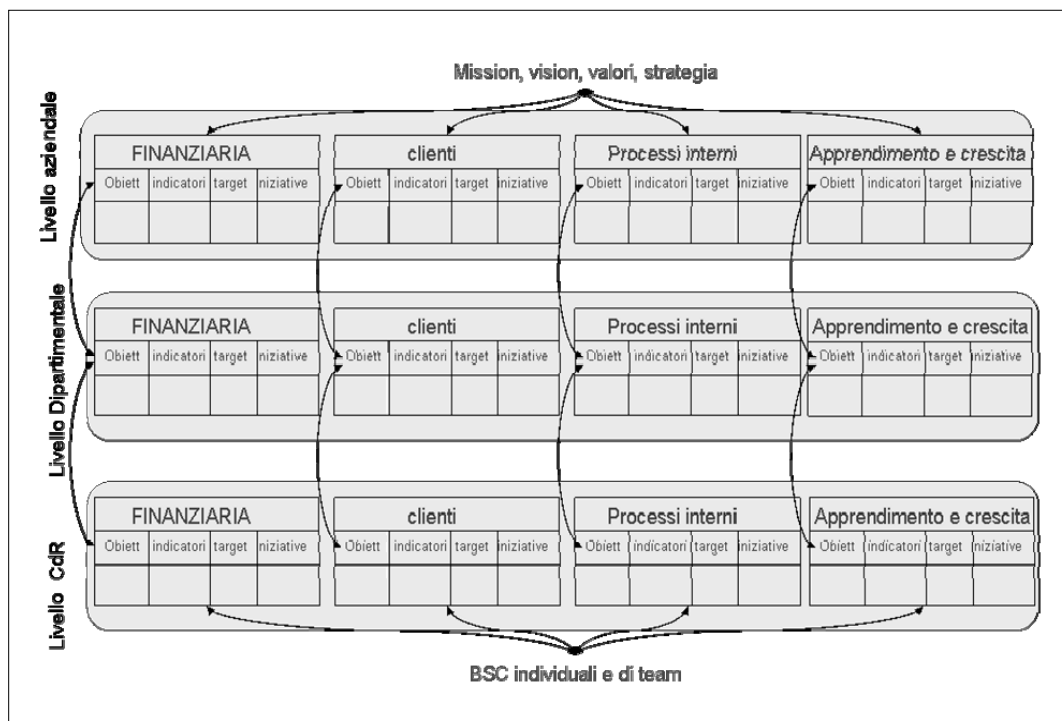 Mission, vision, valori, strategia
Livello aziendale
FINANZIARIA clienti Processi interni Apprendimento e crescita
Obiett indicatori target niziative Obiett indicatori target iniziative Obiett indicatori target iniziative Obiett indicatori target iniziative
Livello Dipartimentale
FINANZIARIA clienti Processi interni Apprendimento e crescita
Obiett indicatori target niziative Obiett indicatori target iniziative Obiett indicatori target iniziative Obiett indicatori target iniziative
Livello CdR
FINANZIARIA clienti Processi interni Apprendimento e crescita
Obiett indicatori target niziative Obiett indicatori target iniziative Obiett indicatori target iniziative Obiett indicatori target iniziative
BSC individuali e di team